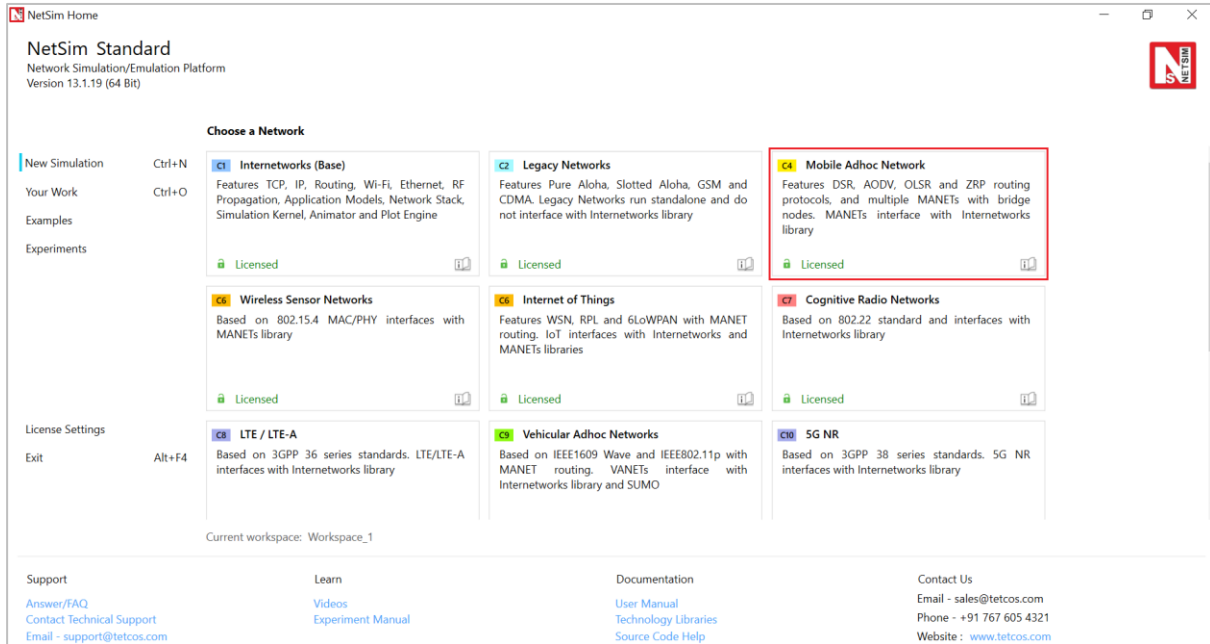 NetSim Home
NetSim Standard
Network Simulation/Emulation Platform
Version 13.1.19 (64 Bit)
NETSIM
Choose a Network
New Simulation Ctrl+N
Your Work Ctrl+O
Examples
Experiments
License Settings
Exit Alt+F4
C1 Internetworks (Base)
Features TCP, IP, Routing, Wi-Fi, Ethernet, RF
Propagation, Application Models, Network Stack,
Simulation Kernel, Animator and Plot Engine
Licensed
C2 Legacy Networks
Features Pure Aloha, Slotted Aloha, GSM and
CDMA. Legacy Networks run standalone and do
not interface with Internetworks library
Licensed
C4 Mobile Adhoc Network
Features DSR, AODV, OLSR and ZRP routing
protocols, and multiple MANETs with bridge
nodes. MANETs interface with Internetworks
library
Licensed
C6 Wireless Sensor Networks
Based on 802.15.4 MAC/PHY interfaces with
MANETs library
Licensed
C6 Internet of Things
Features WSN, RPL and 6LoWPAN with MANET
routing. IoT interfaces with Internetworks and
MANETs libraries
Licensed
C7 Cognitive Radio Networks
Based on 802.22 standard and interfaces with
Internetworks library
Licensed
C8 LTE / LTE-A
Based on 3GPP 36 series standards. LTE/LTE-A
interfaces with Internetworks library
C9 Vehicular Adhoc Networks
Based on IEEE1609 Wave and IEEE802.11p with
MANET routing. VANETs interface with
Internetworks library and SUMO
C10 5G NR
Based on 3GPP 38 series standards. 5G NR
interfaces with Internetworks library
Current workspace: Workspace_1
Support
Answer/FAQ
Contact Technical Support
Email - support@tetcos.com
Learn
Videos
Experiment Manual
Documentation
User Manual
Technology Libraries
Source Code Help
Contact Us
Email - sales@tetcos.com
Phone - +91 767 605 4321
Website : www.tetcos.com